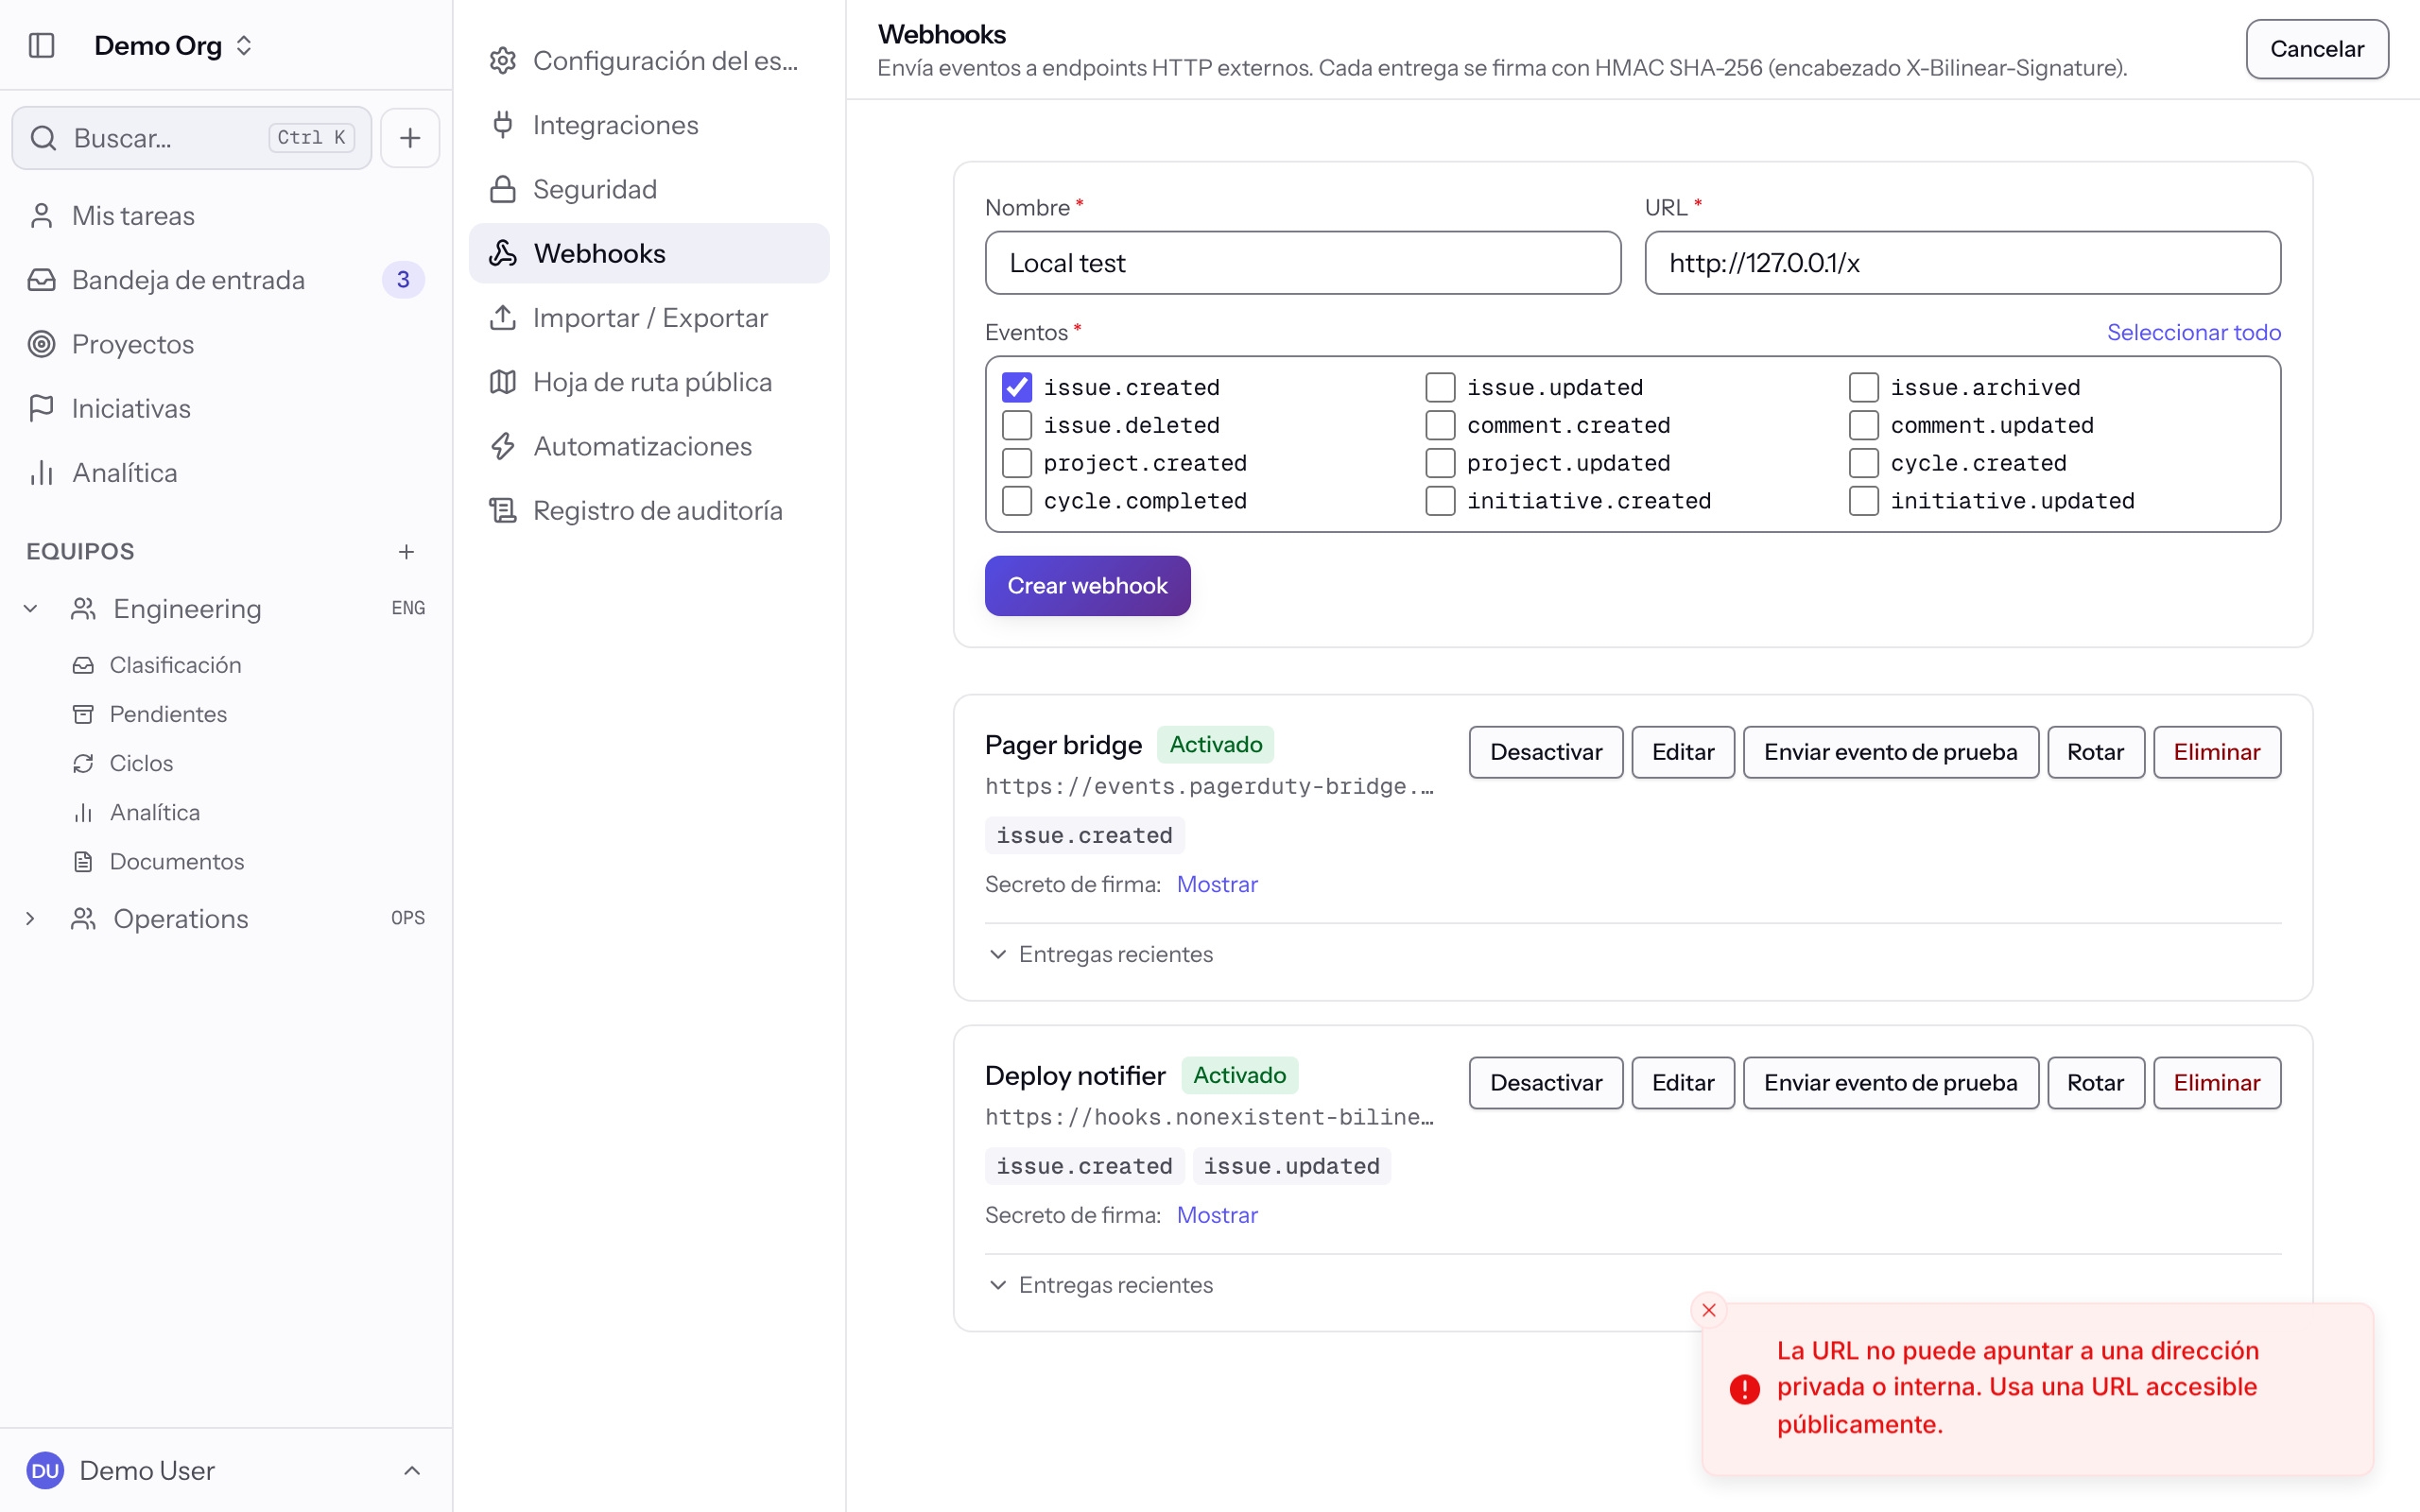 Demo Org
Buscar...
Ctrl K
Mis tareas
Bandeja de entrada
3
Proyectos
Iniciativas
Analítica
EQUIPOS
Engineering
ENG
Clasificación
Pendientes
Ciclos
Analítica
Documentos
Operations
OPS
DU
Demo User
Configuración del es...
Integraciones
Seguridad
Webhooks
Importar / Exportar
Hoja de ruta pública
Automatizaciones
Registro de auditoría
Webhooks
Envía eventos a endpoints HTTP externos. Cada entrega se firma con HMAC SHA-256 (encabezado X-Bilinear-Signature).
Cancelar
Nombre *
Local test
URL *
http://127.0.0.1/x
Eventos *
Seleccionar todo
issue.created
issue.updated
issue.archived
issue.deleted
comment.created
comment.updated
project.created
project.updated
cycle.created
cycle.completed
initiative.created
initiative.updated
Crear webhook
Pager bridge
Activado
Desactivar
Editar
Enviar evento de prueba
Rotar
Eliminar
https://events.pagerduty-bridge.…
issue.created
Secreto de firma: Mostrar
Entregas recientes
Deploy notifier
Activado
Desactivar
Editar
Enviar evento de prueba
Rotar
Eliminar
https://hooks.nonexistent-biline…
issue.created
issue.updated
Secreto de firma: Mostrar
Entregas recientes
La URL no puede apuntar a una dirección
privada o interna. Usa una URL accesible
públicamente.